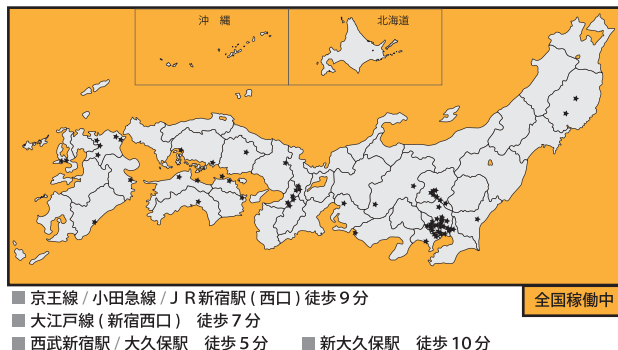 沖　縄
北海道
■ 京王線 / 小田急線 / ＪＲ新宿駅 ( 西口 ) 徒歩９分
全国稼働中
■ 大江戸線 ( 新宿西口 )　徒歩７分
■ 西武新宿駅 / 大久保駅　徒歩５分　　■ 新大久保駅　徒歩１０分